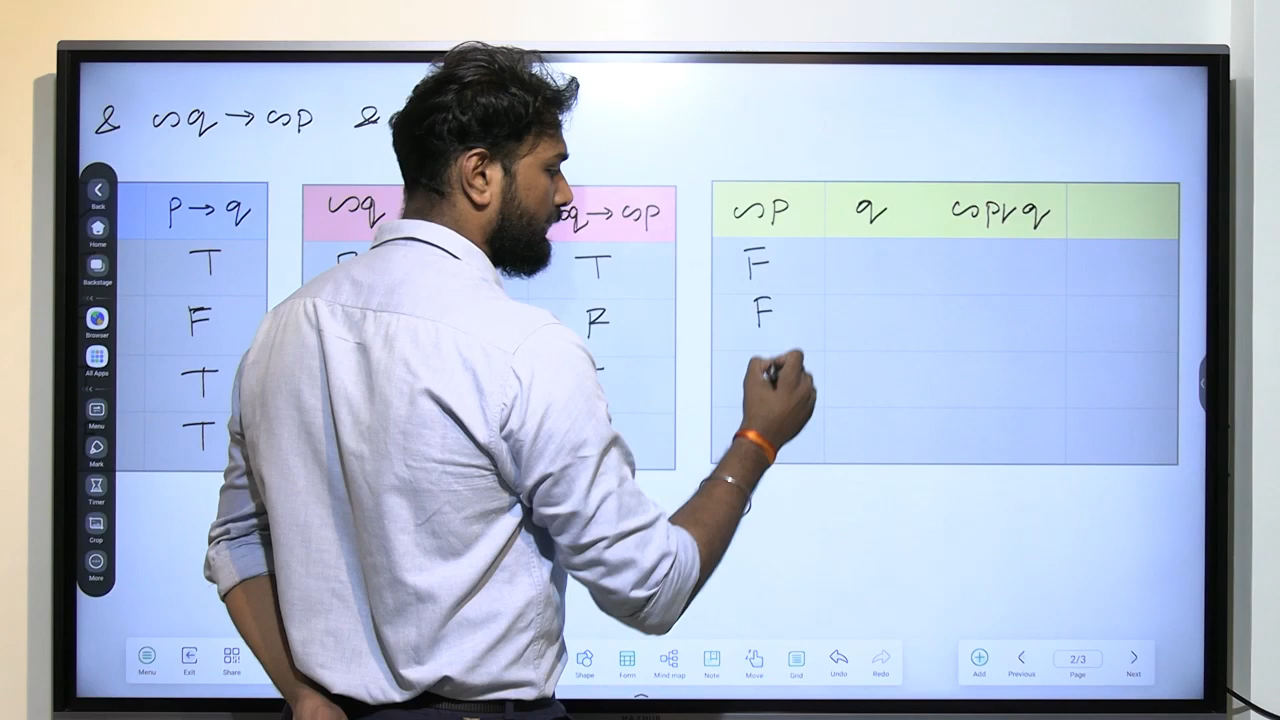 & ∽q → ∽p &
p → q ∽q ∽q → ∽p ∽p q ∽p∨q
T T F
F F F
T
T
Back
Home
Backstage
Browser
All Apps
Menu
Mark
Timer
Crop
More
Menu Exit Share Shape Form Mind map Note Move Grid Undo Redo Add Previous 2/3 Page Next